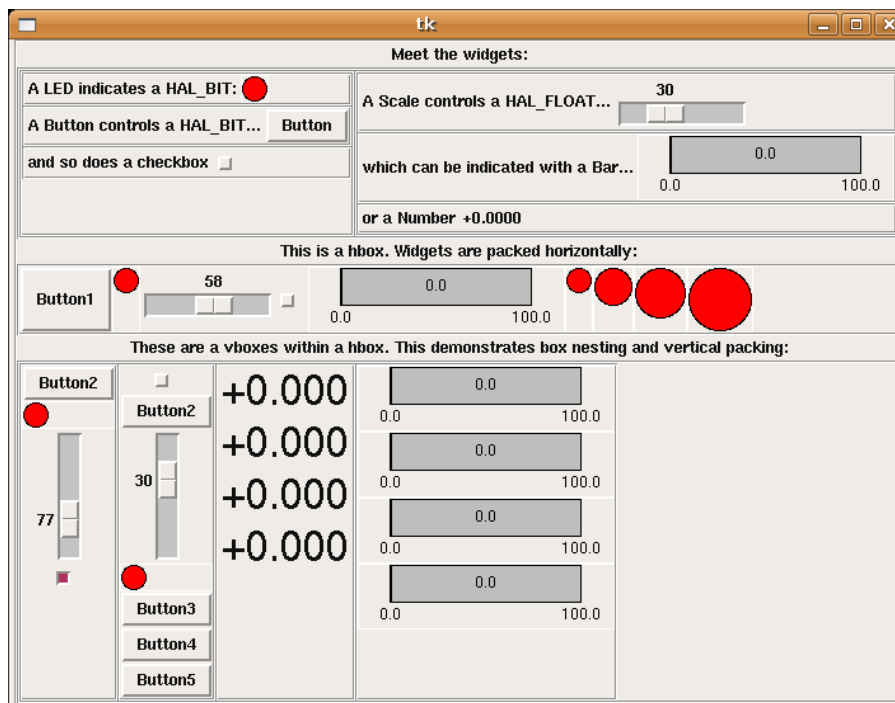 tk
Meet the widgets:
A LED indicates a HAL_BIT:
A Button controls a HAL_BIT... Button
and so does a checkbox
A Scale controls a HAL_FLOAT... 30
which can be indicated with a Bar... 0.0
0.0 100.0
or a Number +0.0000
This is a hbox. Widgets are packed horizontally:
Button1 58 0.0
0.0 100.0
These are a vboxes within a hbox. This demonstrates box nesting and vertical packing:
Button2
77
Button2
30
Button3
Button4
Button5
+0.000
+0.000
+0.000
+0.000
0.0
0.0 100.0
0.0
0.0 100.0
0.0
0.0 100.0
0.0
0.0 100.0